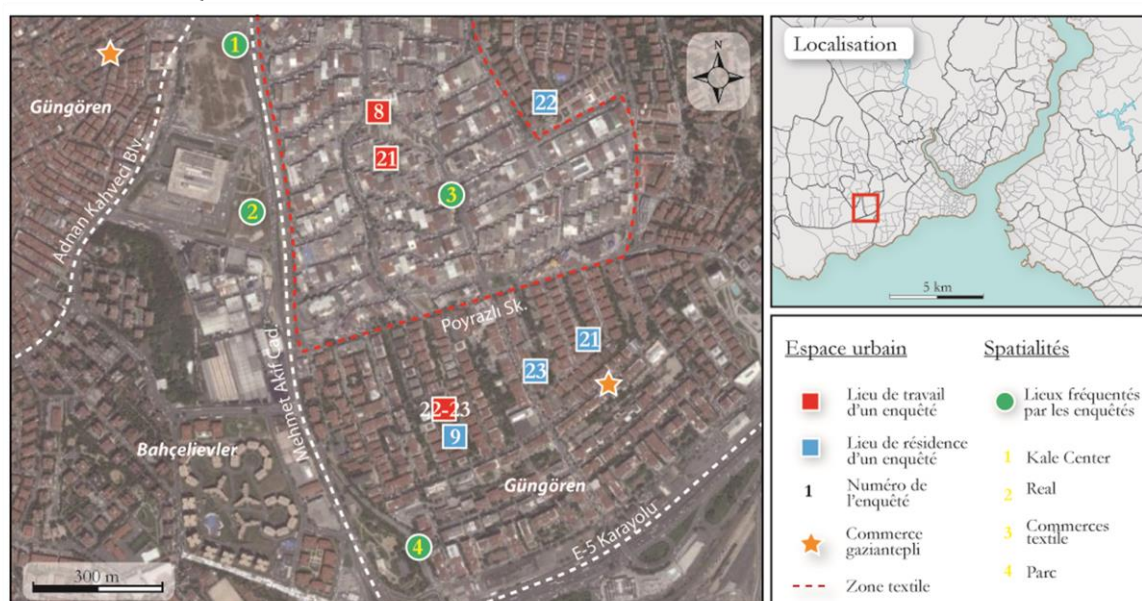 Güngören
Adnan Kahveci Blv.
1
2
N
8
21
22
3
Poyrazlı Sk.
21
23
22-23
9
Mehmet Akif Cad.
Bahçelievler
Güngören
4
E-5 Karayolu
300 m
Localisation
5 km
Espace urbain
Lieu de travail
d'un enquêté
Lieu de résidence
d'un enquêté
1 Numéro de
l'enquêté
Commerce
gaziantepli
Zone textile
Spatialités
Lieux fréquentés
par les enquêtés
1 Kale Center
2 Real
3 Commerces
textile
4 Parc